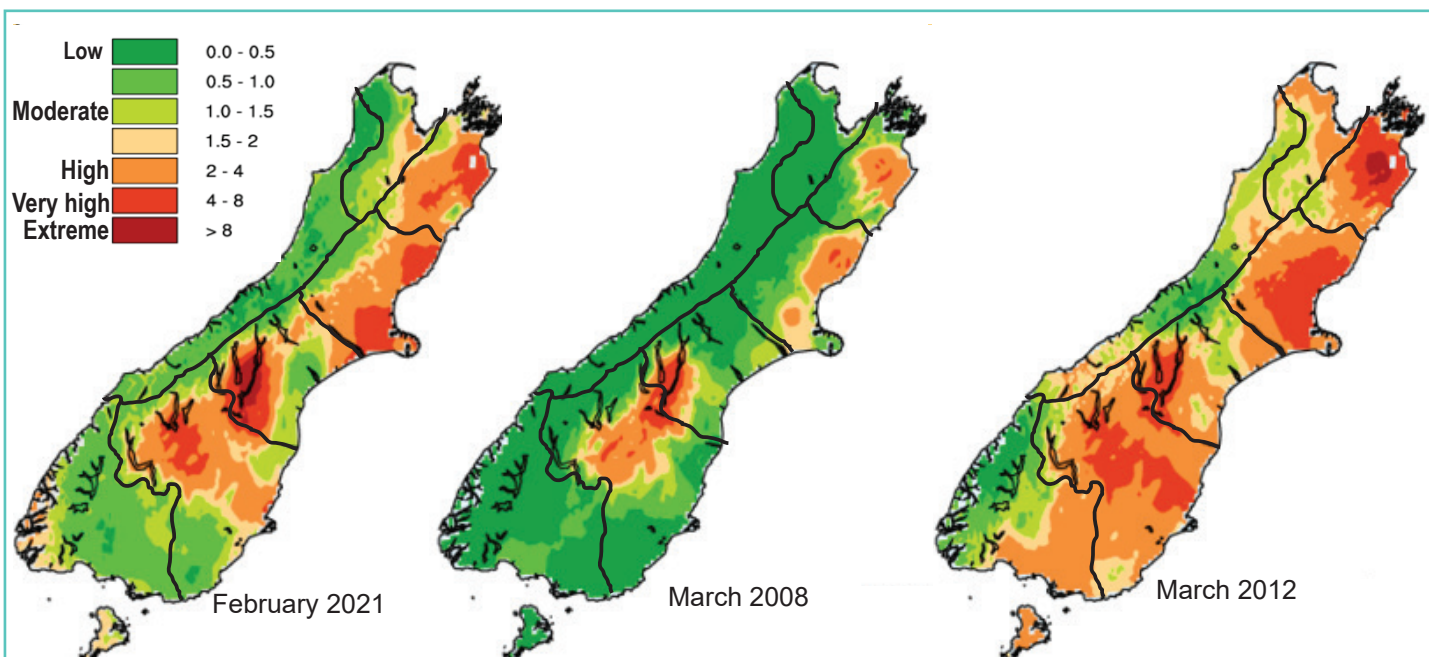 Low 0.0 - 0.5
0.5 - 1.0
Moderate 1.0 - 1.5
1.5 - 2
High 2 - 4
Very high 4 - 8
Extreme > 8
February 2021
March 2008
March 2012